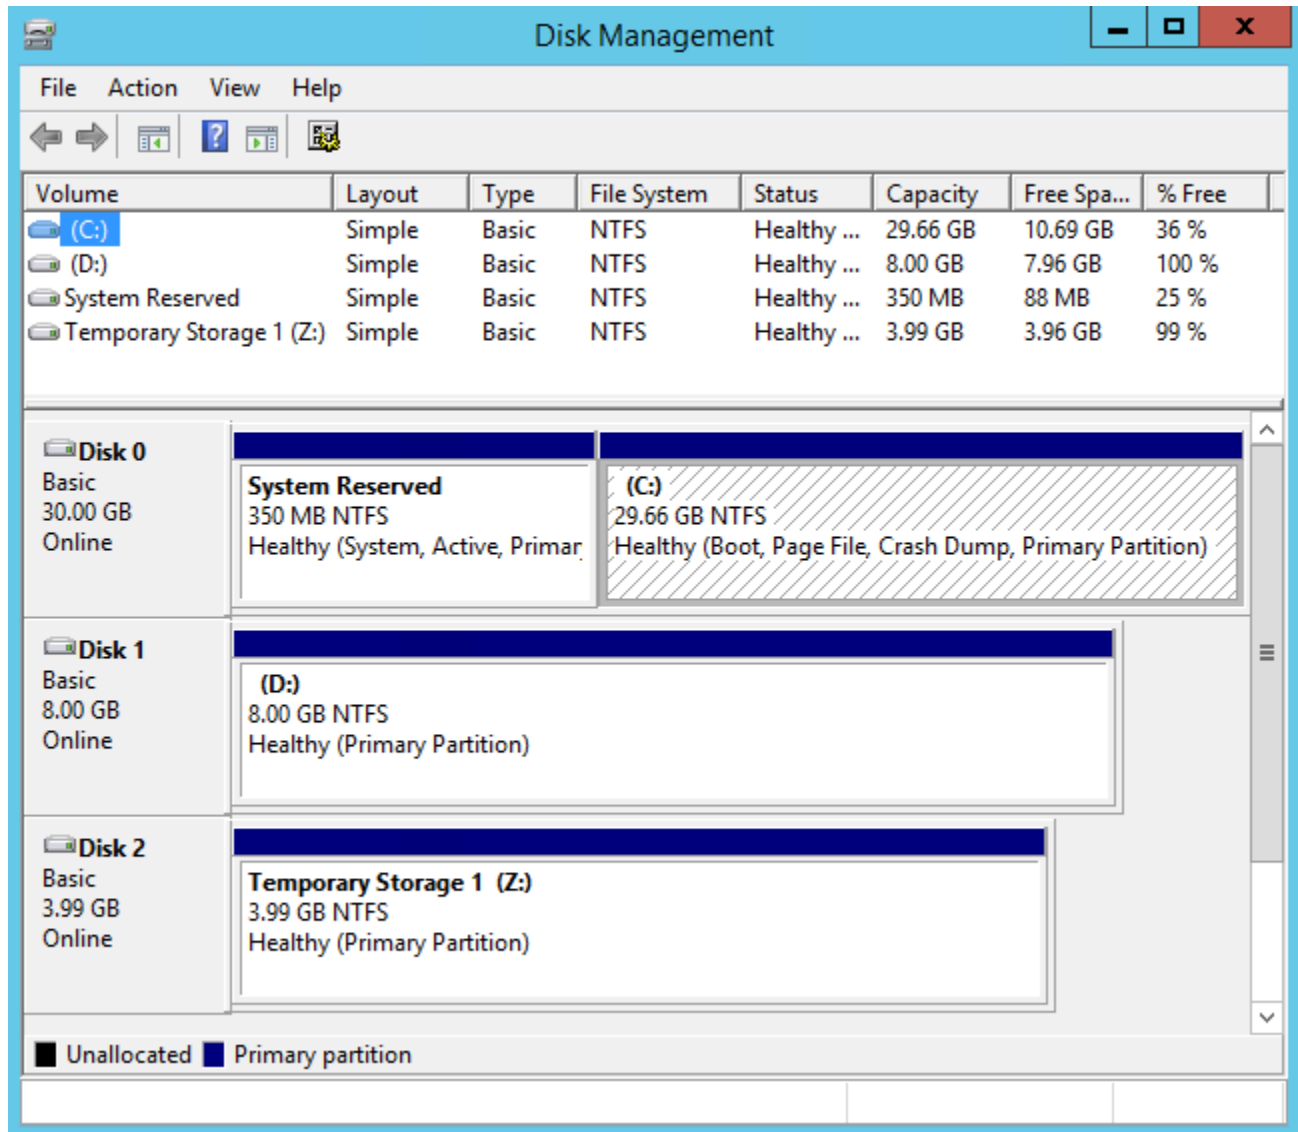 Disk Management
File Action View Help
Volume Layout Type File System Status Capacity Free Spa... % Free
(C:) Simple Basic NTFS Healthy ... 29.66 GB 10.69 GB 36 %
(D:) Simple Basic NTFS Healthy ... 8.00 GB 7.96 GB 100 %
System Reserved Simple Basic NTFS Healthy ... 350 MB 88 MB 25 %
Temporary Storage 1 (Z:) Simple Basic NTFS Healthy ... 3.99 GB 3.96 GB 99 %
Disk 0
Basic
30.00 GB
Online
System Reserved
350 MB NTFS
Healthy (System, Active, Primar
(C:)
29.66 GB NTFS
Healthy (Boot, Page File, Crash Dump, Primary Partition)
Disk 1
Basic
8.00 GB
Online
(D:)
8.00 GB NTFS
Healthy (Primary Partition)
Disk 2
Basic
3.99 GB
Online
Temporary Storage 1 (Z:)
3.99 GB NTFS
Healthy (Primary Partition)
Unallocated Primary partition